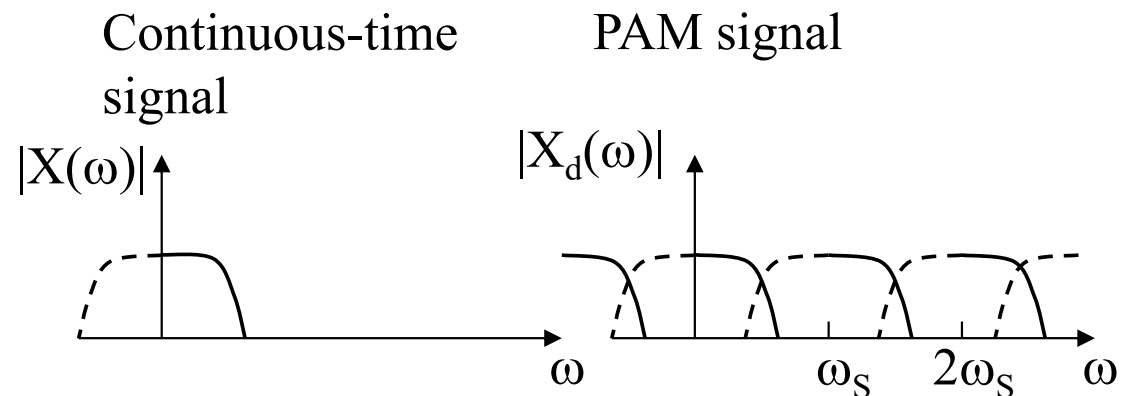 Continuous-time
signal
PAM signal
|X(ω)|
|X_d(ω)|
ω
ω_S
2ω_S
ω